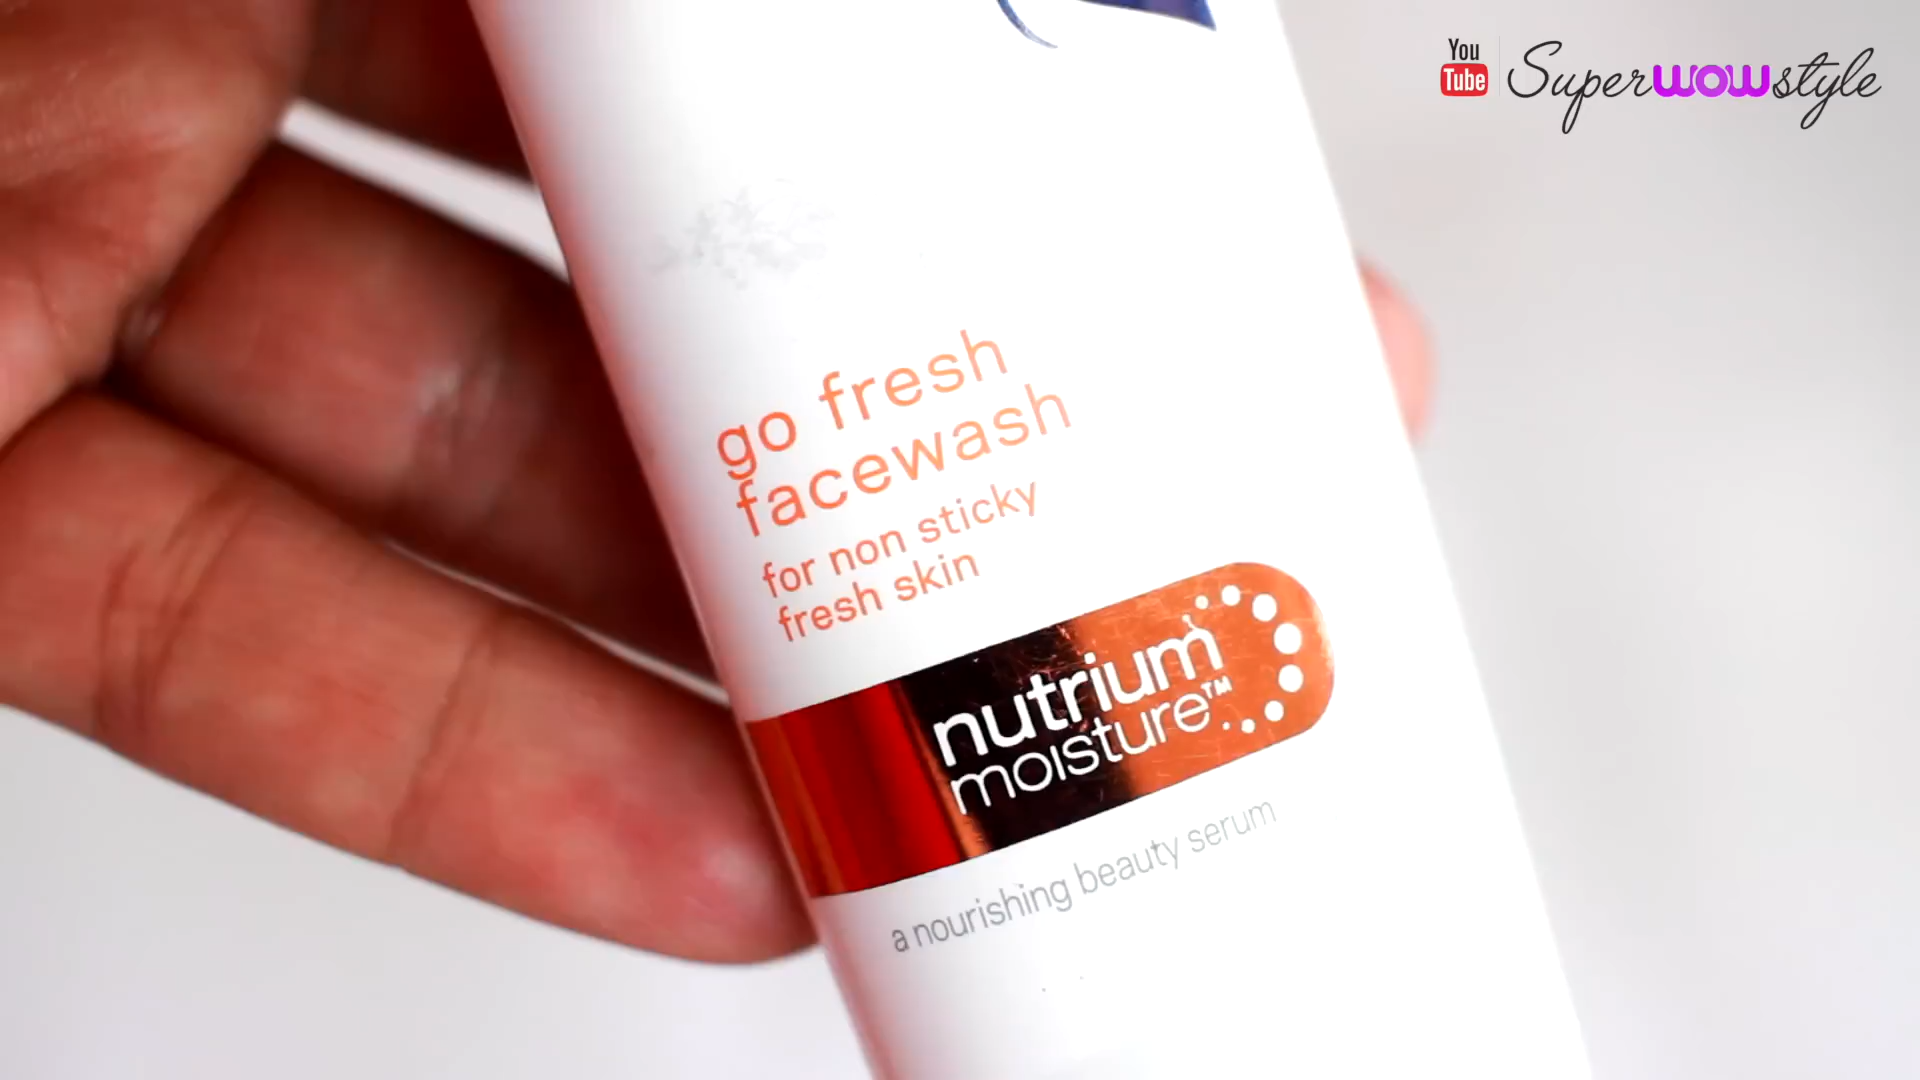 You
Tube
Superwowstyle
go fresh
facewash
for non sticky
fresh skin
nutrium
moisture™
a nourishing beauty serum